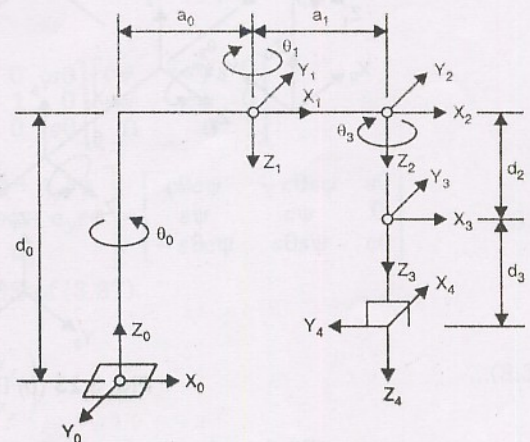 a₀ a₁
θ₁
Y₁ Y₂
X₁ X₂
θ₃
Z₁ Z₂
d₀ d₂
Y₃
θ₀ X₃
Z₃
X₄ d₃
Z₀
Y₄
X₀
Y₀ Z₄